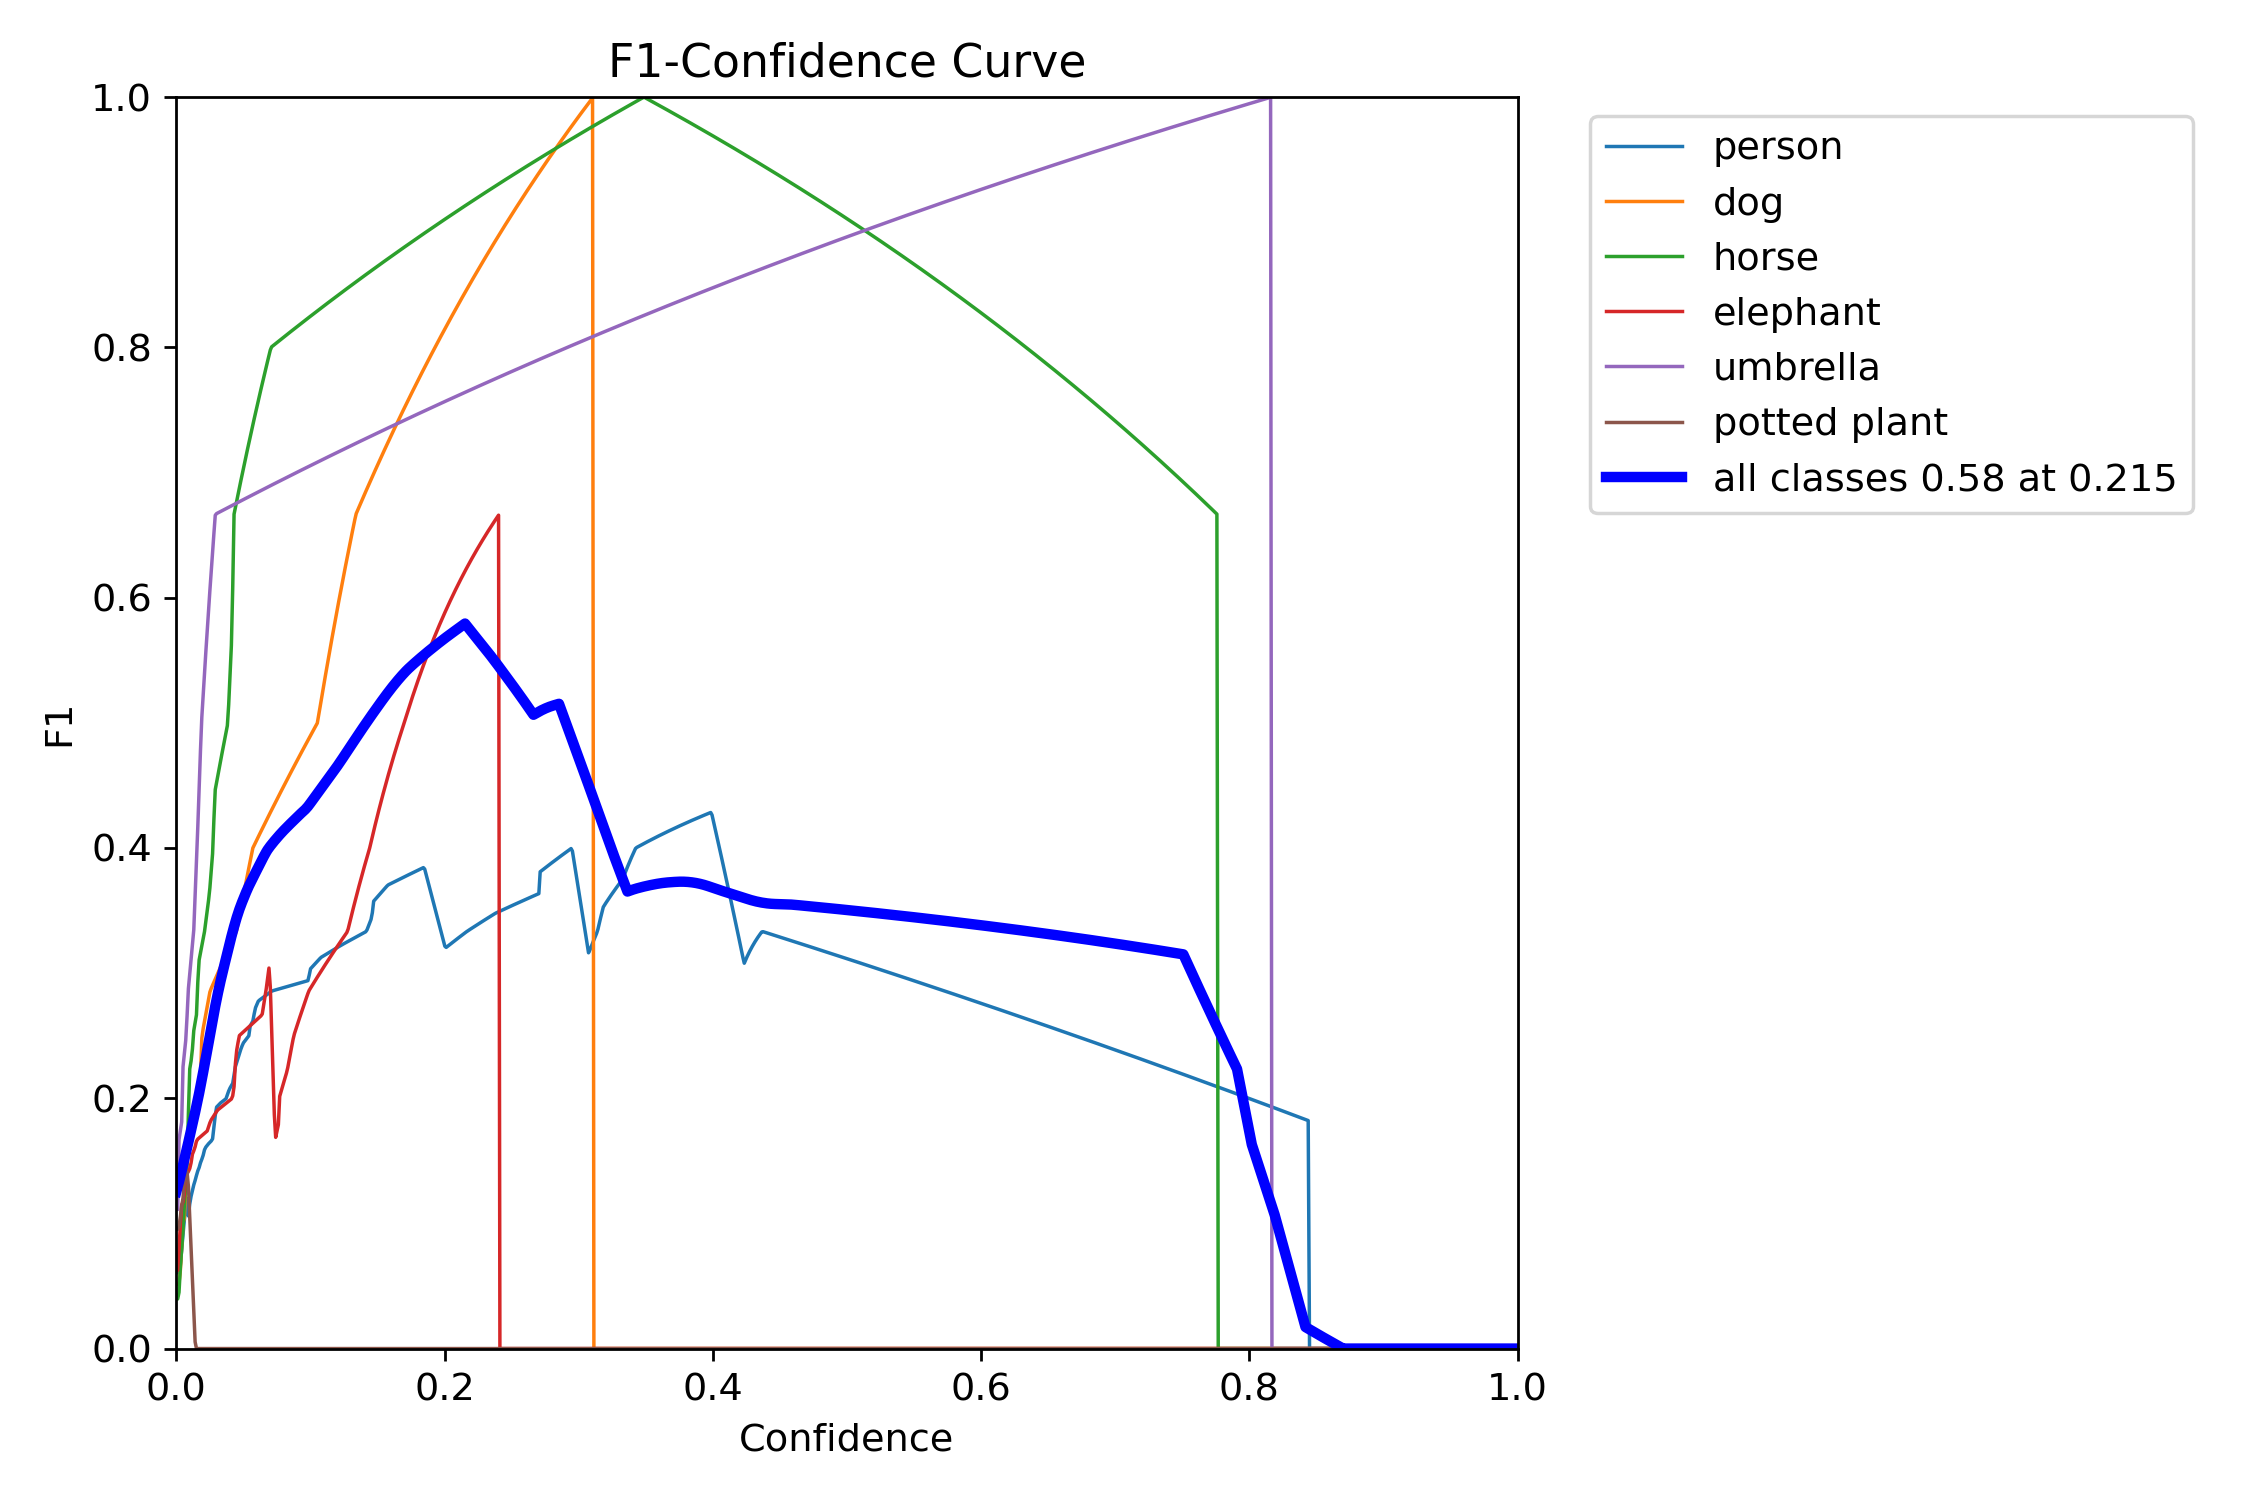 F1-Confidence Curve
1.0
0.8
0.6
0.4
0.2
0.0
F1
0.0 0.2 0.4 0.6 0.8 1.0
Confidence
person
dog
horse
elephant
umbrella
potted plant
all classes 0.58 at 0.215